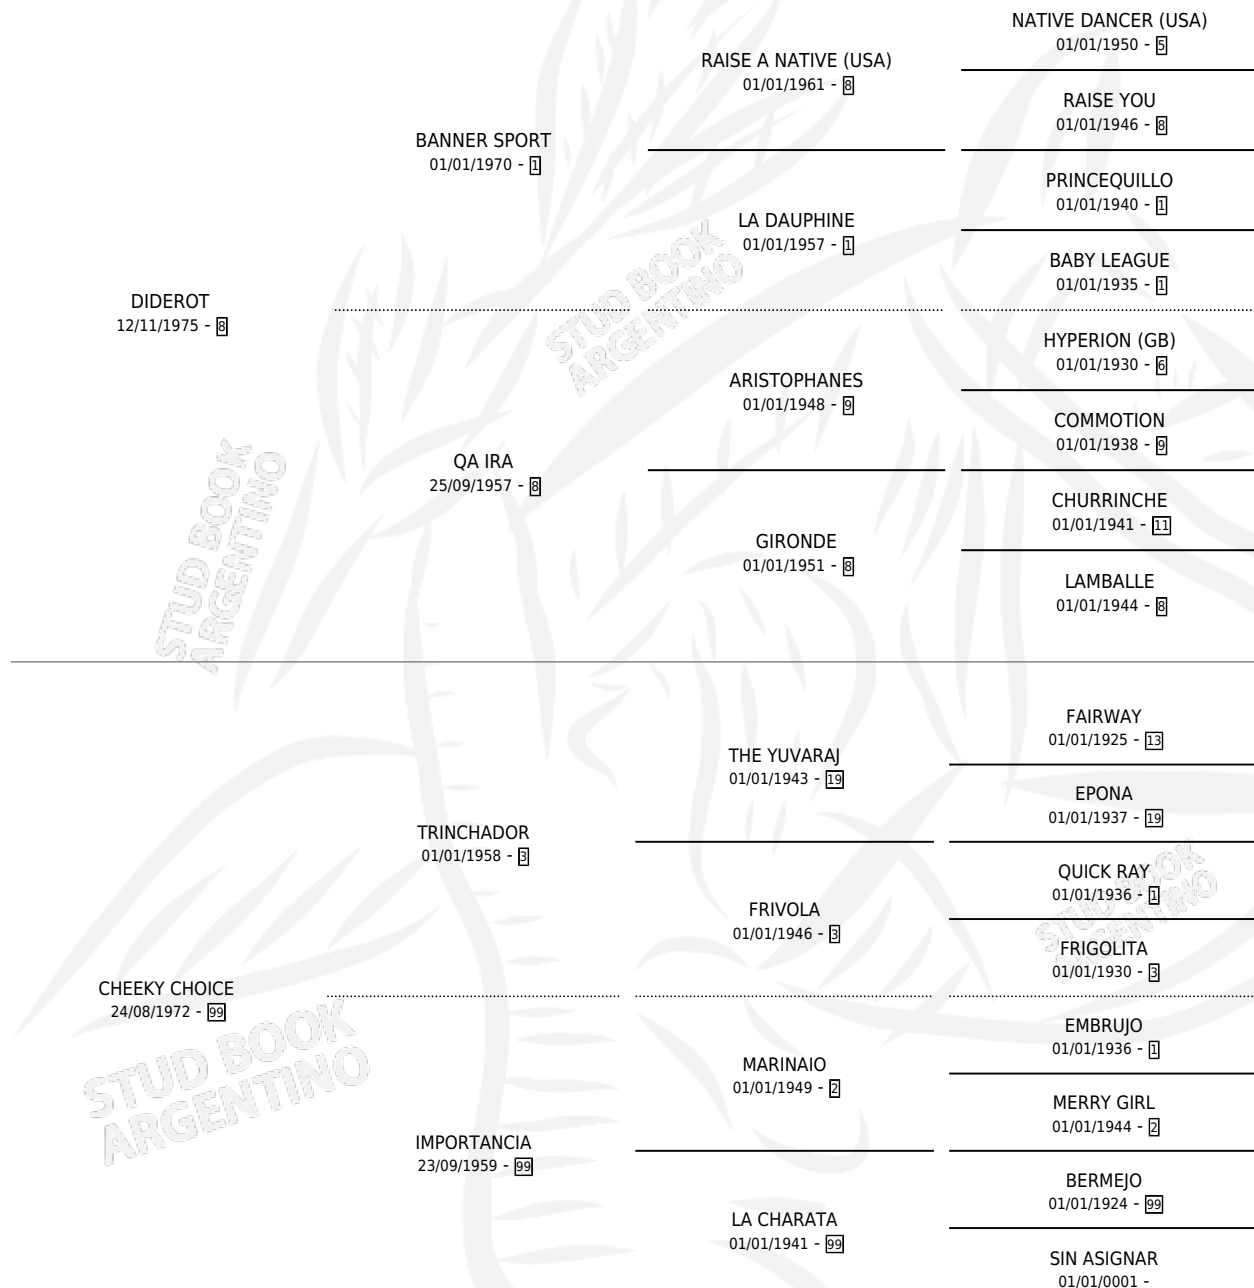 NATIVE DANCER (USA)
01/01/1950 - 5
RAISE A NATIVE (USA)
01/01/1961 - 8
RAISE YOU
01/01/1946 - 8
BANNER SPORT
01/01/1970 - 1
PRINCEQUILLO
01/01/1940 - 1
LA DAUPHINE
01/01/1957 - 1
BABY LEAGUE
01/01/1935 - 1
DIDEROT
12/11/1975 - 8
STUD BOOK
ARGENTINO
HYPERION (GB)
01/01/1930 - 6
ARISTOPHANES
01/01/1948 - 9
COMMOTION
01/01/1938 - 9
QA IRA
25/09/1957 - 8
CHURRINCHE
01/01/1941 - 11
GIRONDE
01/01/1951 - 8
LAMBALLE
01/01/1944 - 8
STUD BOOK
ARGENTINO
FAIRWAY
01/01/1925 - 13
THE YUVARAJ
01/01/1943 - 19
EPONA
01/01/1937 - 19
TRINCHADOR
01/01/1958 - 3
QUICK RAY
01/01/1936 - 1
FRIVOLA
01/01/1946 - 3
STUD BOOK
ARGENTINO
FRIGOLITA
01/01/1930 - 3
CHEEKY CHOICE
24/08/1972 - 99
STUD BOOK
ARGENTINO
EMBRUJO
01/01/1936 - 1
MARINAIO
01/01/1949 - 2
MERRY GIRL
01/01/1944 - 2
IMPORTANCIA
23/09/1959 - 99
BERMEJO
01/01/1924 - 99
LA CHARATA
01/01/1941 - 99
SIN ASIGNAR
01/01/0001 -